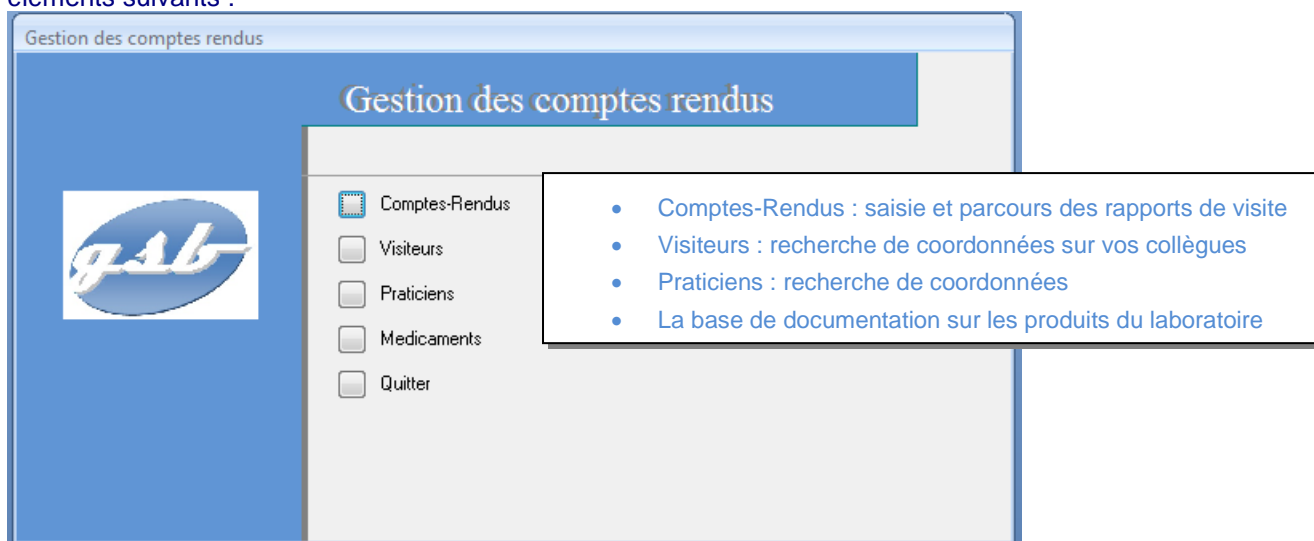 éléments suivants :
Gestion des comptes rendus
Gestion des comptes rendus
gsb
Comptes-Rendus
Visiteurs
Praticiens
Medicaments
Quitter
• Comptes-Rendus : saisie et parcours des rapports de visite
• Visiteurs : recherche de coordonnées sur vos collègues
• Praticiens : recherche de coordonnées
• La base de documentation sur les produits du laboratoire